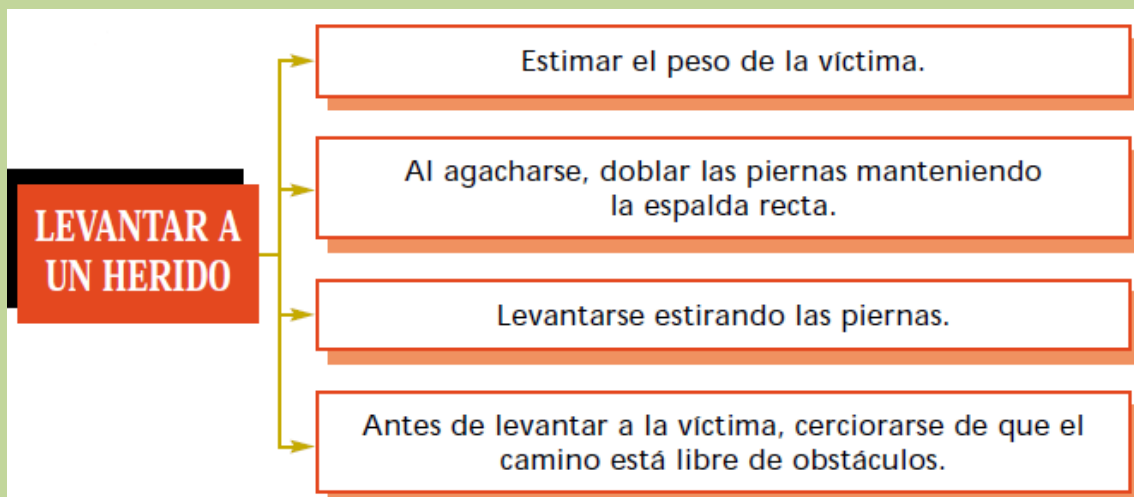 LEVANTAR A
UN HERIDO
Estimar el peso de la víctima.
Al agacharse, doblar las piernas manteniendo
la espalda recta.
Levantarse estirando las piernas.
Antes de levantar a la víctima, cerciorarse de que el
camino está libre de obstáculos.